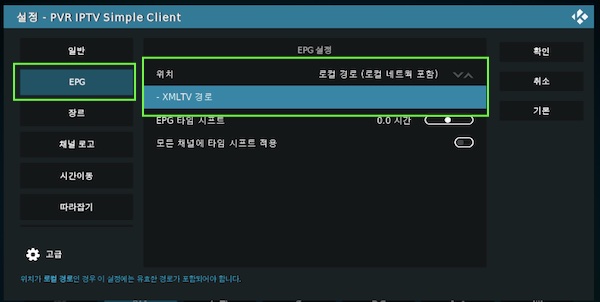 설정 - PVR IPTV Simple Client
일반
EPG
장르
채널 로고
시간이동
따라잡기
고급
EPG 설정
위치 로컬 경로 (로컬 네트웍 포함)
- XMLTV 경로
EPG 타임 시프트 0.0 시간
모든 채널에 타임 시프트 적용
확인
취소
기본
위치가 로컬 경로인 경우 이 설정에는 유효한 경로가 포함되어야 합니다.